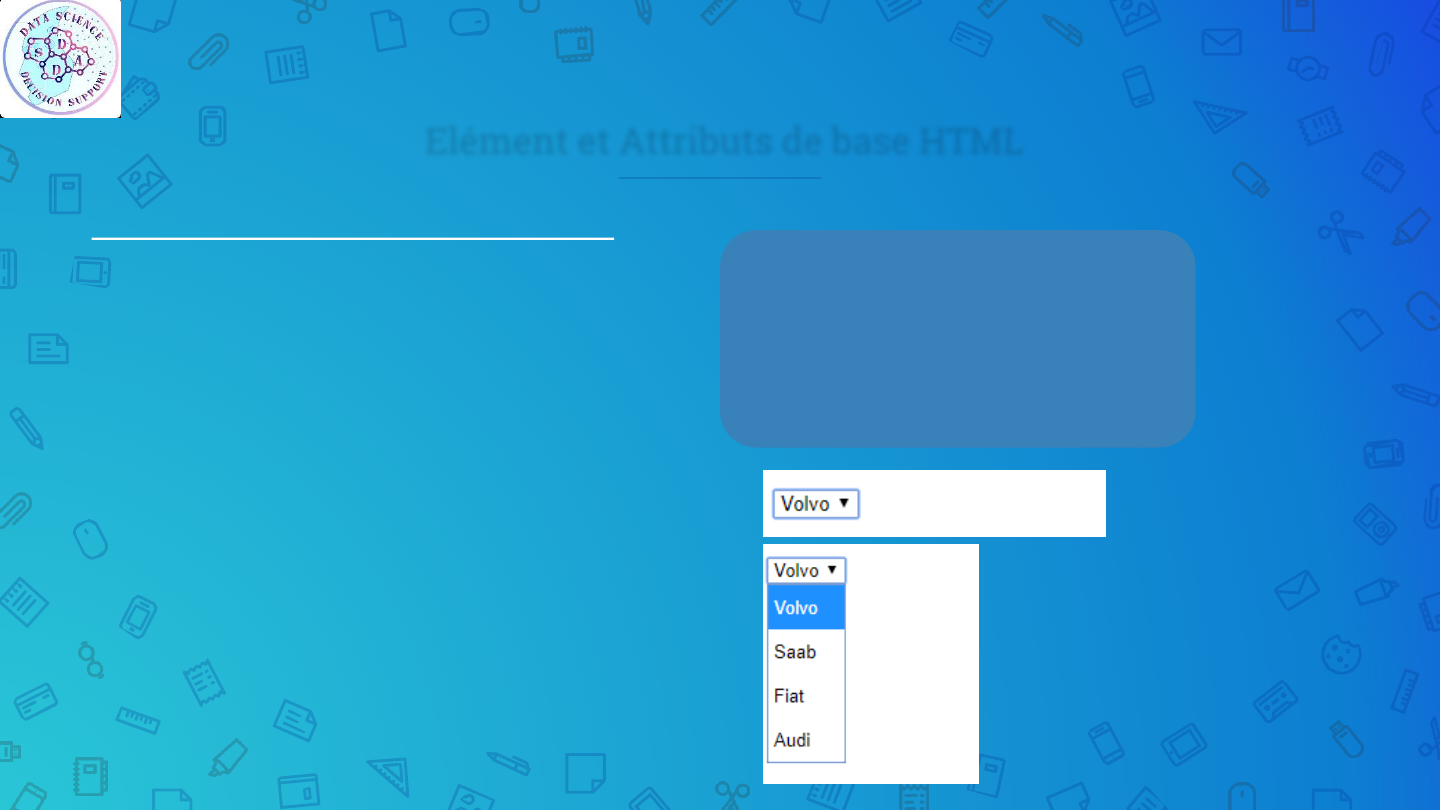 DATA SCIENCE
S D D A
DECISION SUPPORT
Elément et Attributs de base HTML
Volvo
Volvo
Volvo
Saab
Fiat
Audi